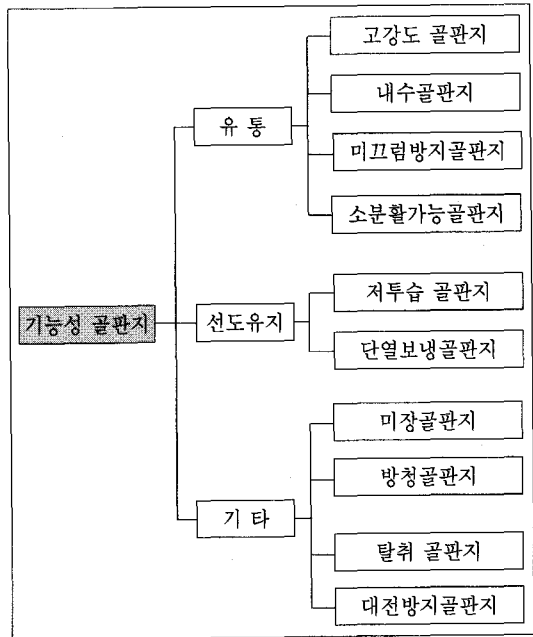 고강도 골판지
내수골판지
유 통
미끄럼방지골판지
소분활가능골판지
저투습 골판지
기능성 골판지
선도유지
단열보냉골판지
미장골판지
방청골판지
기 타
탈취 골판지
대전방지골판지